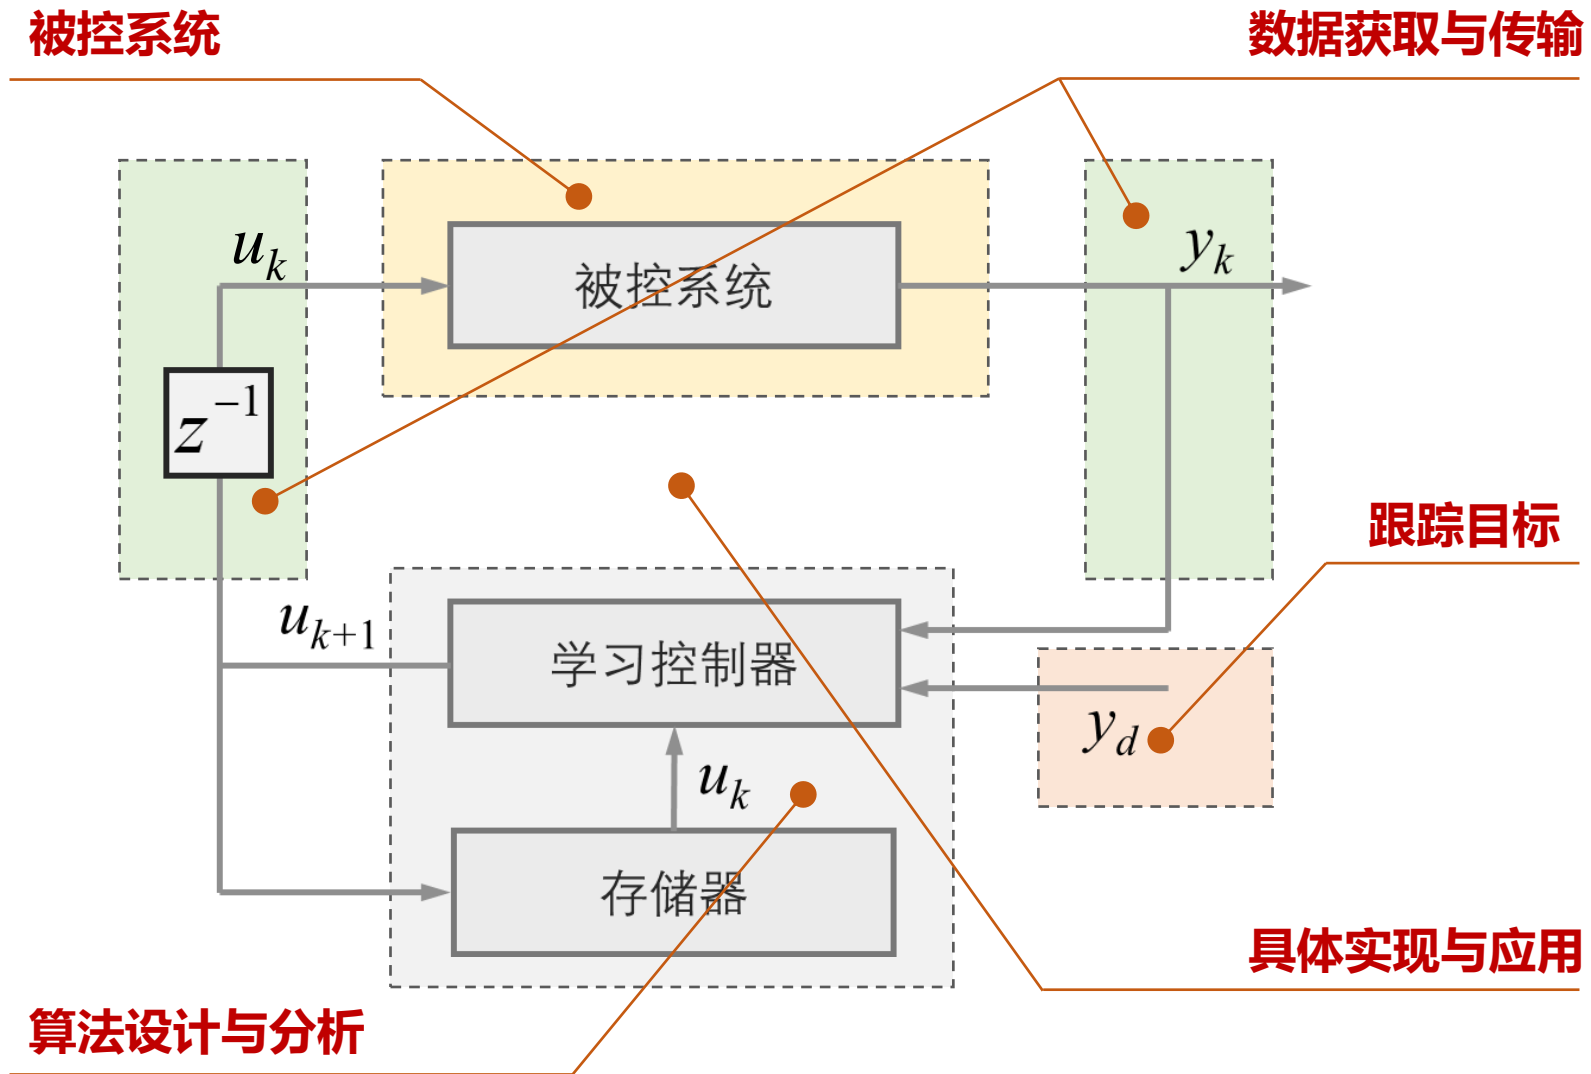 被控系统
数据获取与传输
u_k
被控系统
y_k
z^{-1}
跟踪目标
u_{k+1}
学习控制器
y_d
u_k
存储器
具体实现与应用
算法设计与分析